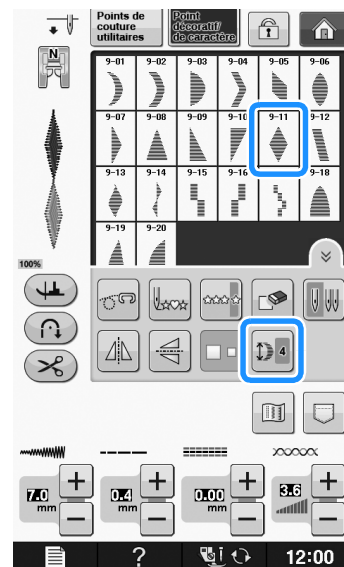 Points de
couture
utilitaires
Point
décoratif/
de caractère
N
9-01 9-02 9-03 9-04 9-05 9-06
9-07 9-08 9-09 9-10 9-11 9-12
9-13 9-14 9-15 9-16 9-18
9-19 9-20
100%
4
7.0 mm
0.4 mm
0.00 mm
3.6
?
12:00